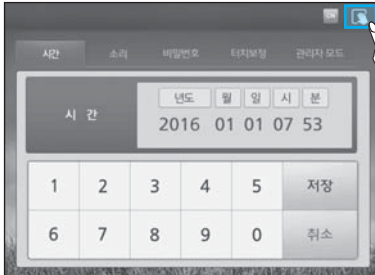 시간 소리 비밀번호 터치보정 관리자 모드
년도 월 일 시 분
시 간
2016 01 01 07 53
1 2 3 4 5 저장
6 7 8 9 0 취소